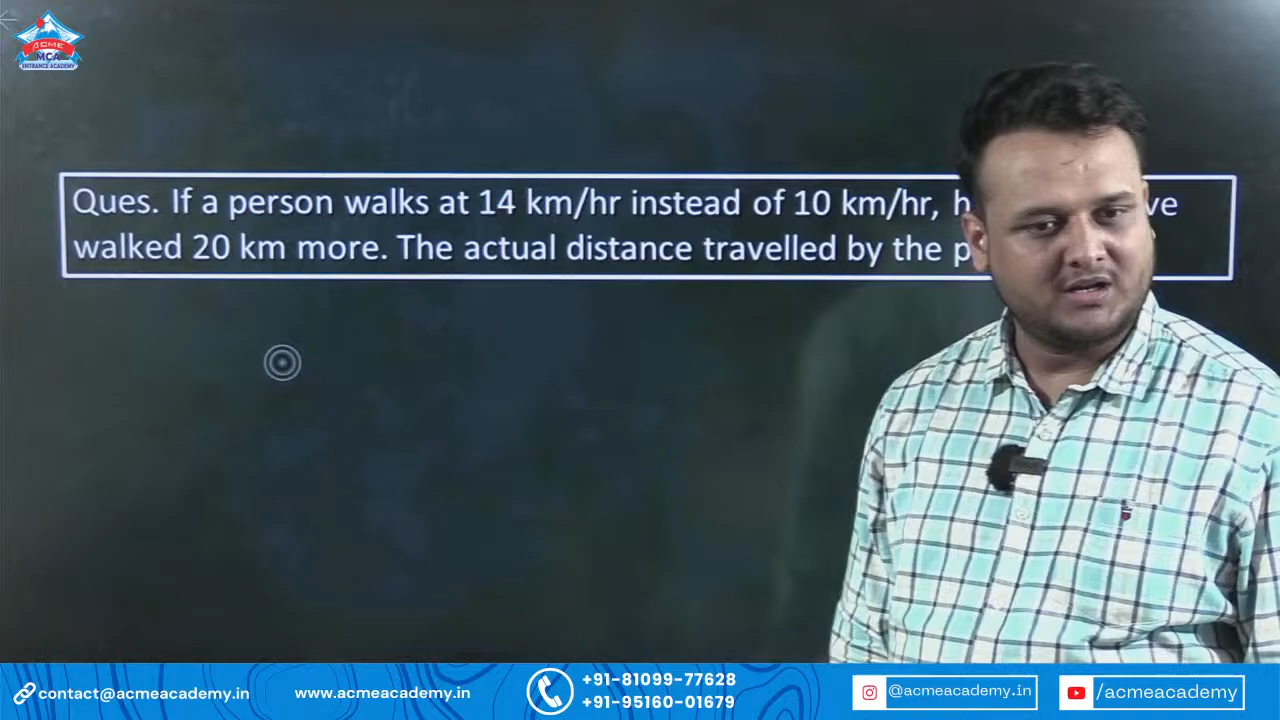 ACME
MCA
ENTRANCE ACADEMY
Ques. If a person walks at 14 km/hr instead of 10 km/hr,
walked 20 km more. The actual distance travelled by the
contact@acmeacademy.in
www.acmeacademy.in
+91-81099-77628
+91-95160-01679
@acmeacademy.in
/acmeacademy